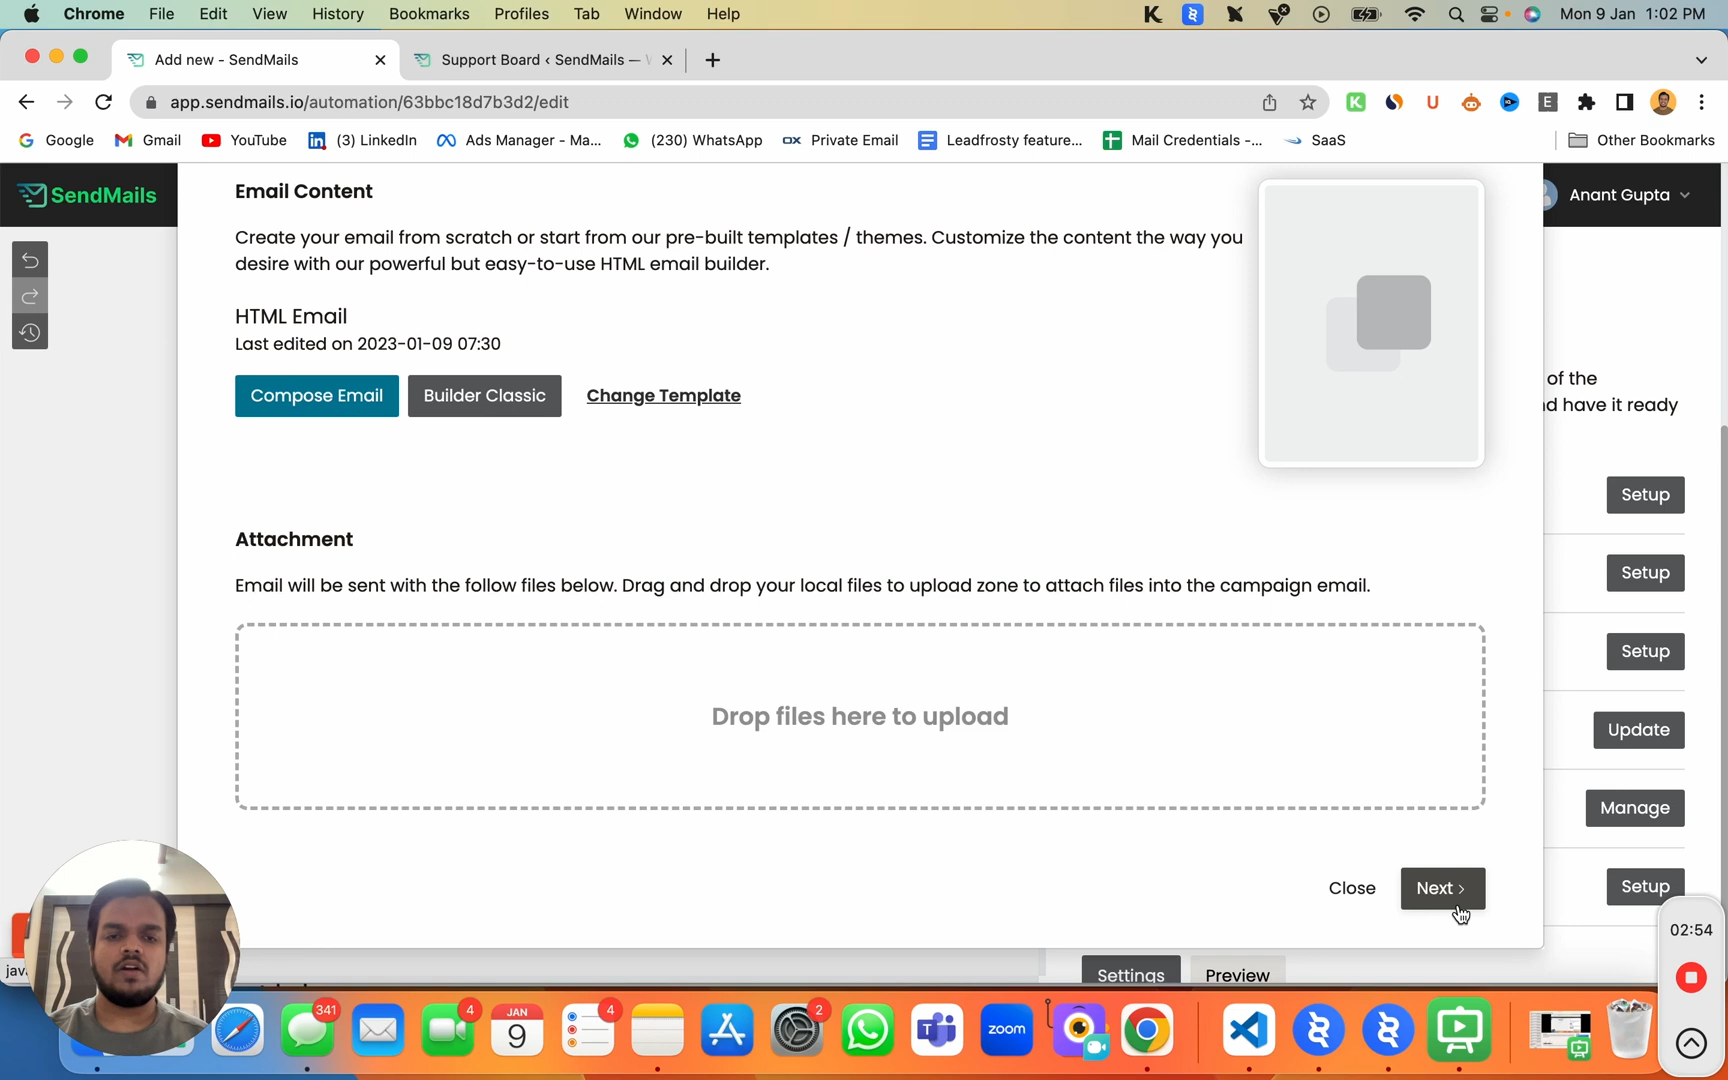 Chrome File Edit View History Bookmarks Profiles Tab Window Help Mon 9 Jan 1:02 PM
Add new - SendMails Support Board ‹ SendMails —
app.sendmails.io/automation/63bbc18d7b3d2/edit
Google Gmail YouTube (3) LinkedIn Ads Manager - Ma... (230) WhatsApp Private Email Leadfrosty feature... Mail Credentials -... SaaS Other Bookmarks
SendMails
Anant Gupta
Email Content
Create your email from scratch or start from our pre-built templates / themes. Customize the content the way you
desire with our powerful but easy-to-use HTML email builder.
HTML Email
Last edited on 2023-01-09 07:30
Compose Email Builder Classic Change Template
of the
have it ready
Setup
Setup
Setup
Update
Manage
Setup
Attachment
Email will be sent with the follow files below. Drag and drop your local files to upload zone to attach files into the campaign email.
Drop files here to upload
Close Next ›
Settings Preview
02:54
341 4 JAN 9 4 2 zoom